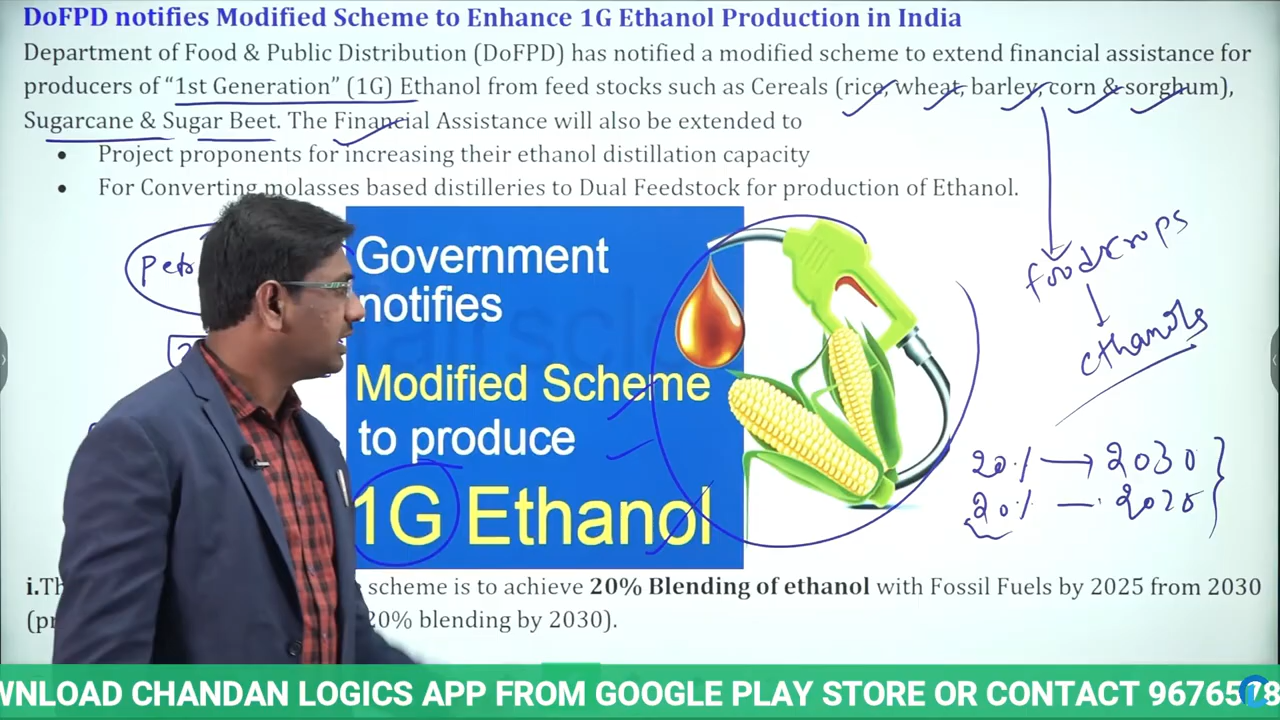 DoFPD notifies Modified Scheme to Enhance 1G Ethanol Production in India
Department of Food & Public Distribution (DoFPD) has notified a modified scheme to extend financial assistance for
producers of “1st Generation” (1G) Ethanol from feed stocks such as Cereals (rice, wheat, barley, corn & sorghum),
Sugarcane & Sugar Beet. The Financial Assistance will also be extended to
• Project proponents for increasing their ethanol distillation capacity
• For Converting molasses based distilleries to Dual Feedstock for production of Ethanol.
Petr
Government
notifies
Modified Scheme
to produce
1G Ethanol
foodcrops
ethanols
20% → 2030
20% — 2025
i.Th scheme is to achieve 20% Blending of ethanol with Fossil Fuels by 2025 from 2030
(pr 20% blending by 2030).
WNLOAD CHANDAN LOGICS APP FROM GOOGLE PLAY STORE OR CONTACT 9676578